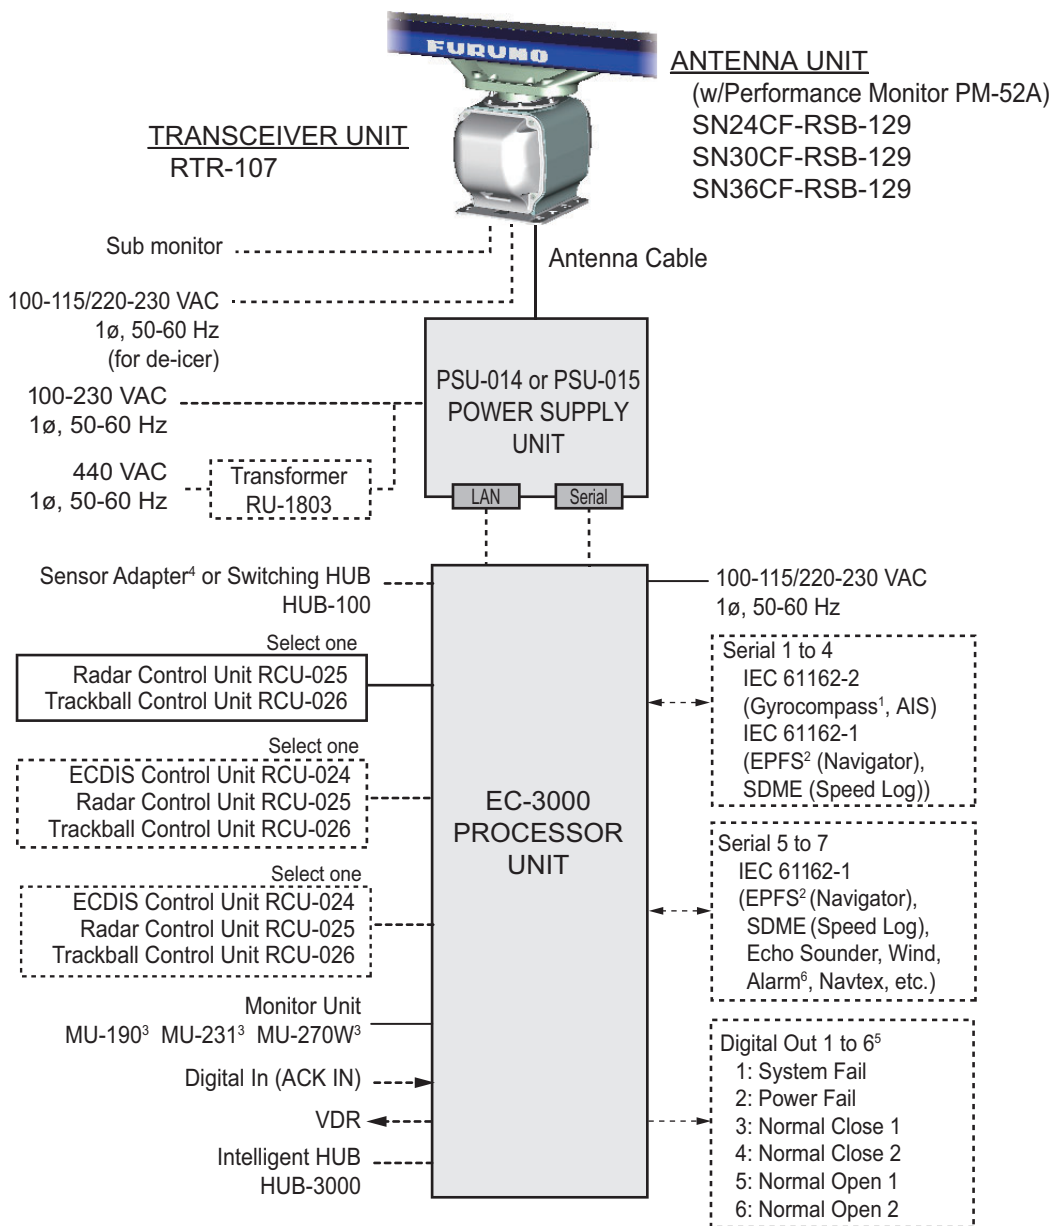 FURUNO
ANTENNA UNIT
(w/Performance Monitor PM-52A)
SN24CF-RSB-129
SN30CF-RSB-129
SN36CF-RSB-129
TRANSCEIVER UNIT
RTR-107
Sub monitor
Antenna Cable
100-115/220-230 VAC
1ø, 50-60 Hz
(for de-icer)
PSU-014 or PSU-015
POWER SUPPLY
UNIT
100-230 VAC
1ø, 50-60 Hz
440 VAC
1ø, 50-60 Hz
Transformer
RU-1803
LAN
Serial
Sensor Adapter⁴ or Switching HUB
HUB-100
100-115/220-230 VAC
1ø, 50-60 Hz
Select one
Radar Control Unit RCU-025
Trackball Control Unit RCU-026
Select one
ECDIS Control Unit RCU-024
Radar Control Unit RCU-025
Trackball Control Unit RCU-026
Select one
ECDIS Control Unit RCU-024
Radar Control Unit RCU-025
Trackball Control Unit RCU-026
EC-3000
PROCESSOR
UNIT
Serial 1 to 4
IEC 61162-2
(Gyrocompass¹, AIS)
IEC 61162-1
(EPFS² (Navigator),
SDME (Speed Log))
Serial 5 to 7
IEC 61162-1
(EPFS² (Navigator),
SDME (Speed Log),
Echo Sounder, Wind,
Alarm⁶, Navtex, etc.)
Monitor Unit
MU-190³ MU-231³ MU-270W³
Digital In (ACK IN)
VDR
Intelligent HUB
HUB-3000
Digital Out 1 to 6⁵
1: System Fail
2: Power Fail
3: Normal Close 1
4: Normal Close 2
5: Normal Open 1
6: Normal Open 2